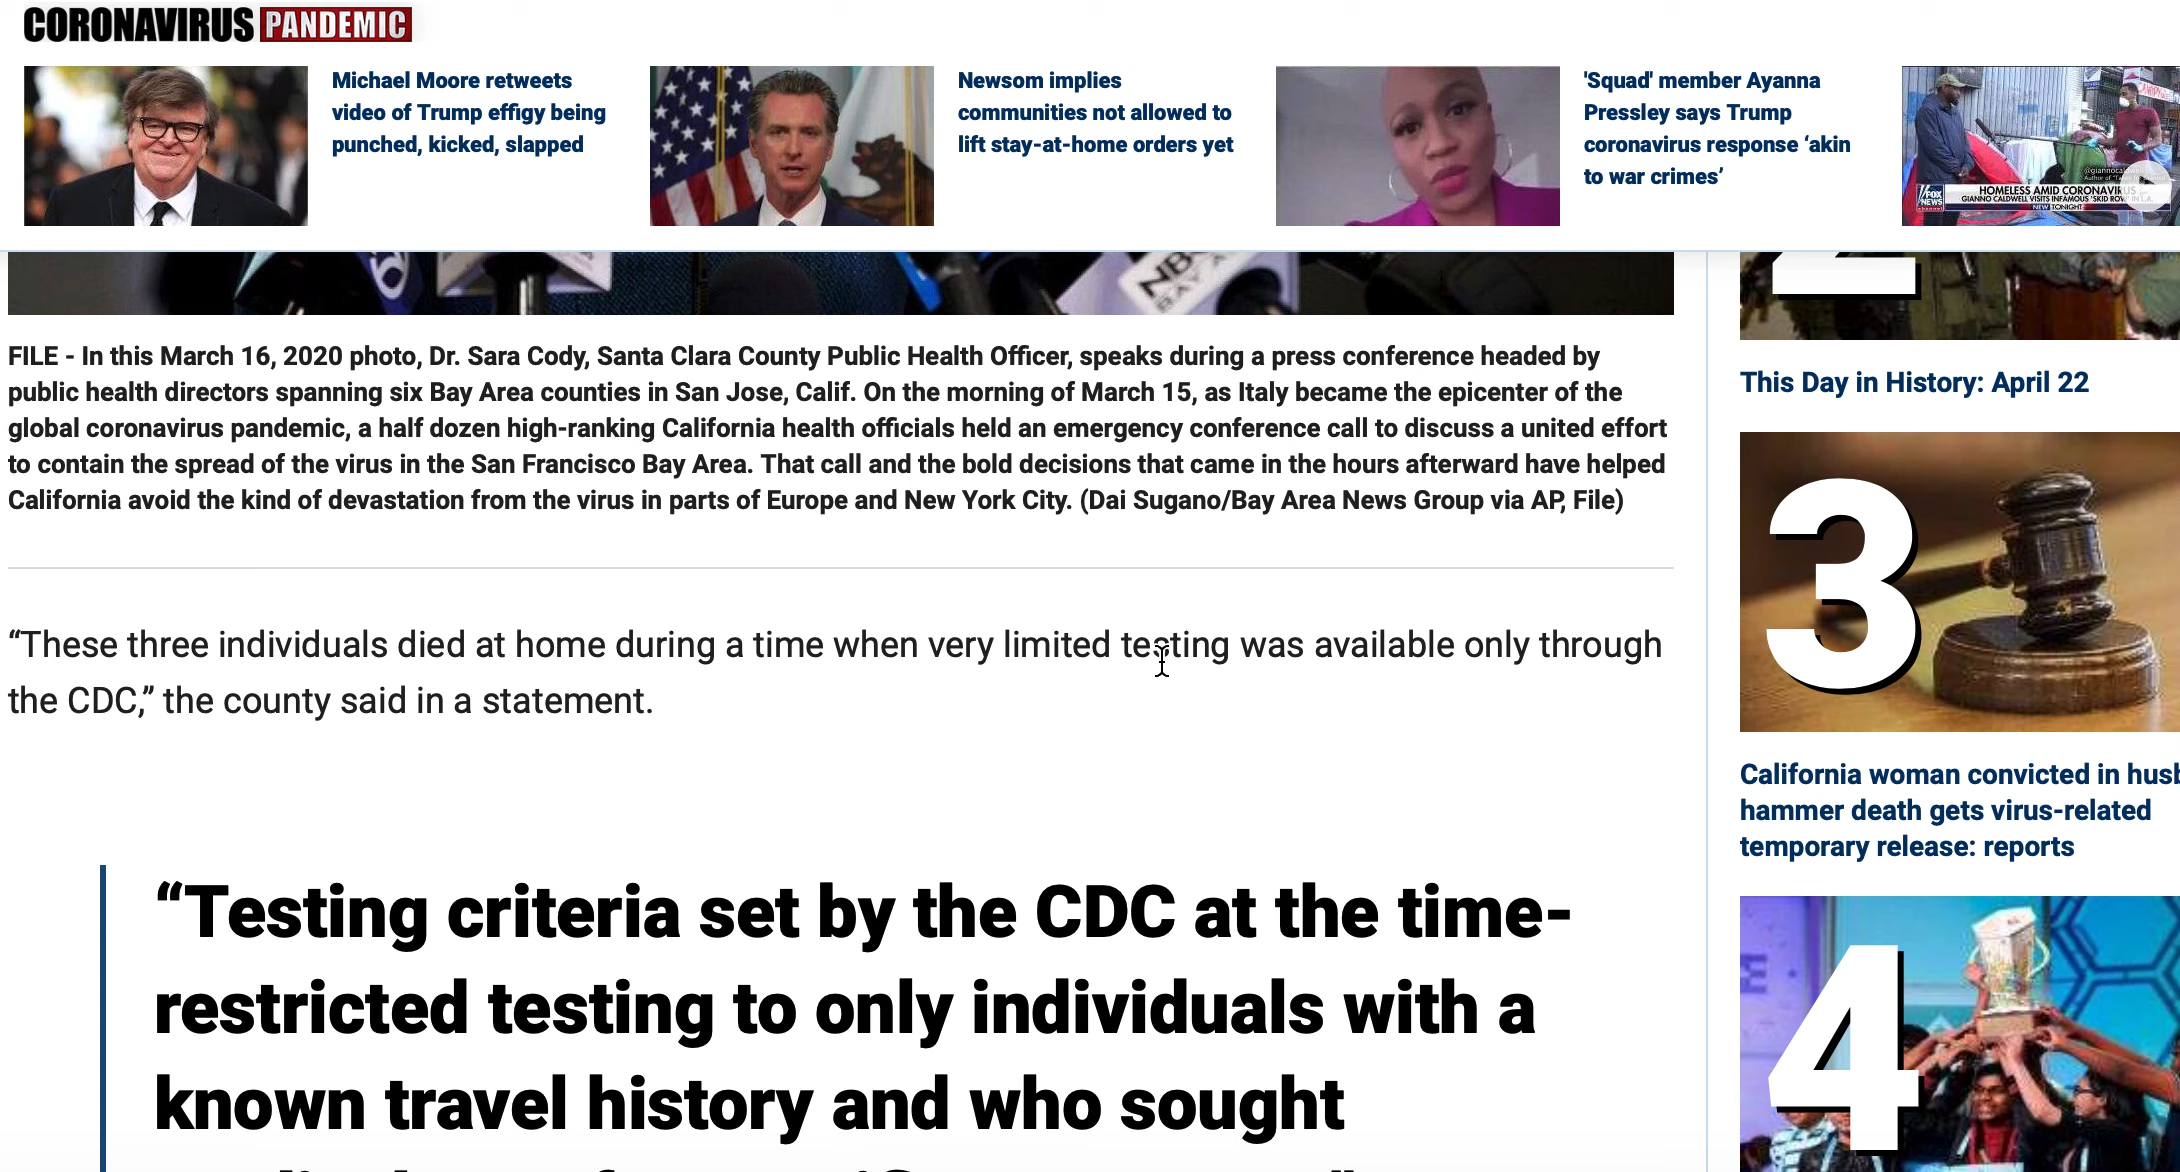 CORONAVIRUS PANDEMIC
Michael Moore retweets
video of Trump effigy being
punched, kicked, slapped
Newsom implies
communities not allowed to
lift stay-at-home orders yet
'Squad' member Ayanna
Pressley says Trump
coronavirus response ‘akin
to war crimes’
HOMELESS AMID CORONAVIRUS
GIANNO CALDWELL VISITS INFAMOUS 'SKID ROW' IN L.A.
FOX
NEWS
channel
NEW TONIGHT
6
NBC
BAY A
2
FILE - In this March 16, 2020 photo, Dr. Sara Cody, Santa Clara County Public Health Officer, speaks during a press conference headed by
public health directors spanning six Bay Area counties in San Jose, Calif. On the morning of March 15, as Italy became the epicenter of the
global coronavirus pandemic, a half dozen high-ranking California health officials held an emergency conference call to discuss a united effort
to contain the spread of the virus in the San Francisco Bay Area. That call and the bold decisions that came in the hours afterward have helped
California avoid the kind of devastation from the virus in parts of Europe and New York City. (Dai Sugano/Bay Area News Group via AP, File)
“These three individuals died at home during a time when very limited testing was available only through
the CDC,” the county said in a statement.
“Testing criteria set by the CDC at the time-
restricted testing to only individuals with a
known travel history and who sought
This Day in History: April 22
3
California woman convicted in husb
hammer death gets virus-related
temporary release: reports
4